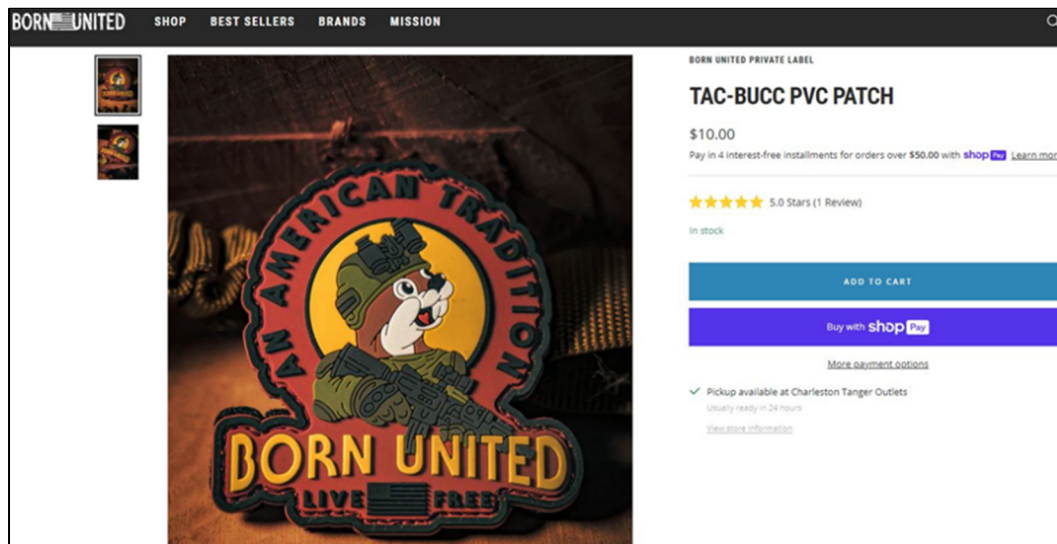 BORN UNITED
SHOP
BEST SELLERS
BRANDS
MISSION
AN AMERICAN TRADITION
BORN UNITED
LIVE FREE
BORN UNITED PRIVATE LABEL
TAC-BUCC PVC PATCH
$10.00
Pay in 4 interest-free installments for orders over $50.00 with shop Pay Learn mor
5.0 Stars (1 Review)
In stock
ADD TO CART
Buy with shop Pay
More payment options
Pickup available at Charleston Tanger Outlets
Usually ready in 24 hours
View store information